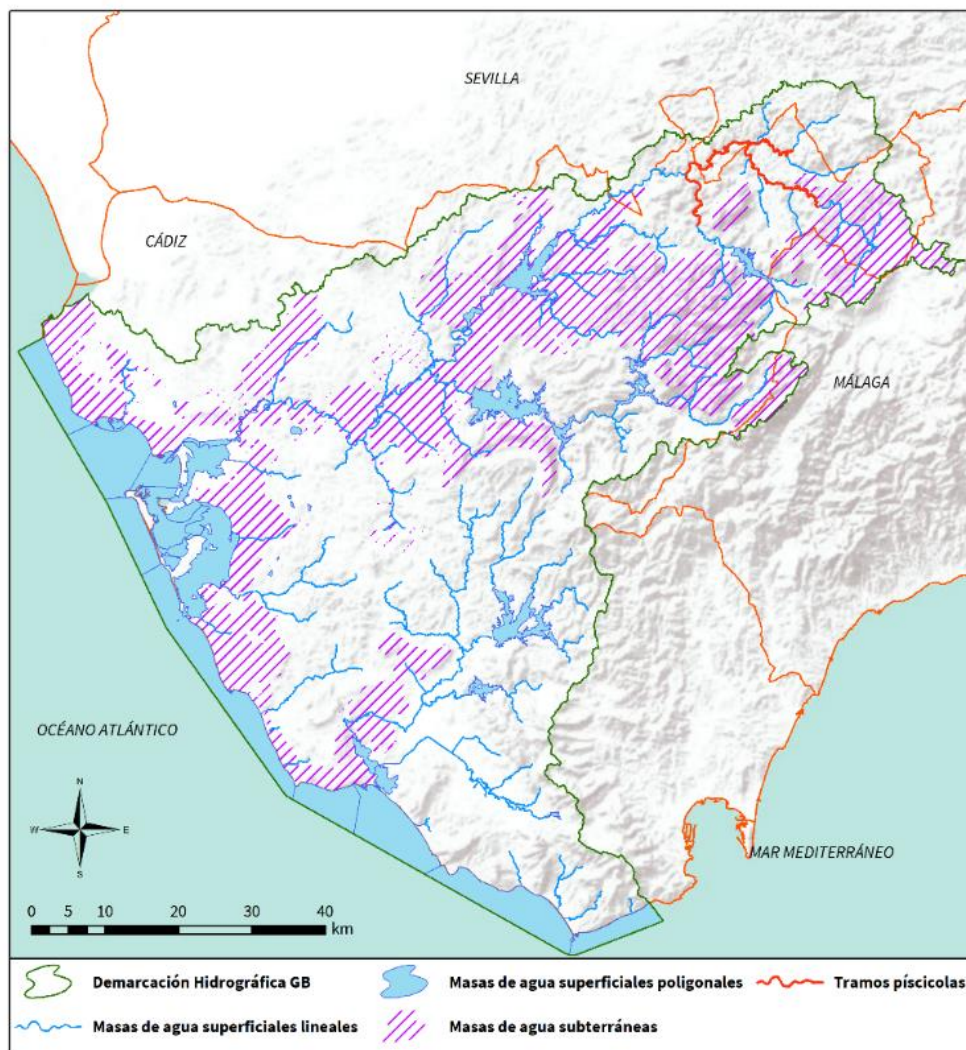 SEVILLA
CÁDIZ
MÁLAGA
OCÉANO ATLÁNTICO
N
W E
S
MAR MEDITERRÁNEO
0 5 10 20 30 40
km
Demarcación Hidrográfica GB Masas de agua superficiales poligonales Tramos píscicolas
Masas de agua superficiales lineales Masas de agua subterráneas